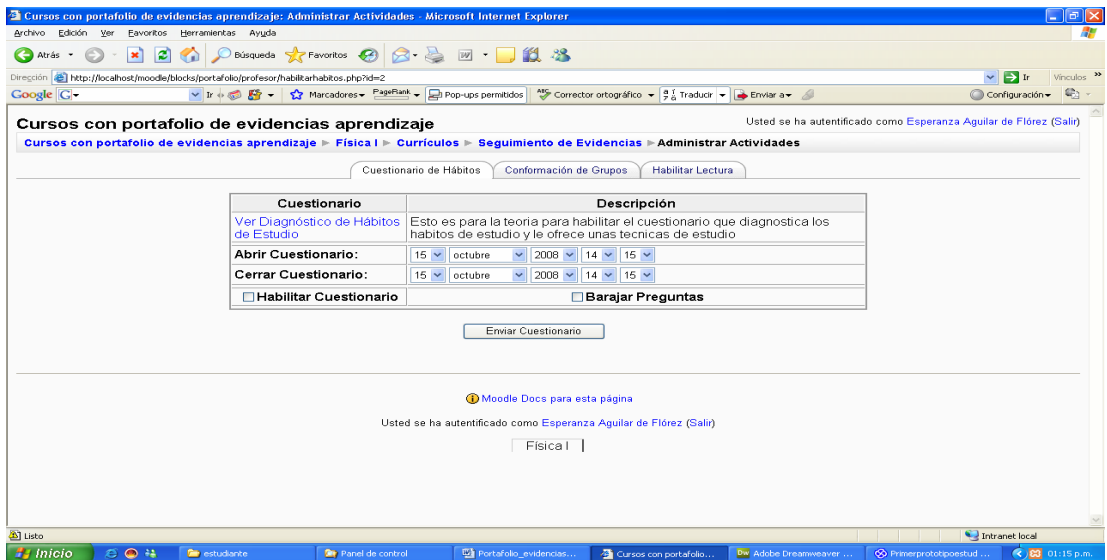 Cursos con portafolio de evidencias aprendizaje: Administrar Actividades - Microsoft Internet Explorer
Archivo Edición Ver Favoritos Herramientas Ayuda
Atrás Búsqueda Favoritos
Dirección http://localhost/moodle/blocks/portafolio/profesor/habilitarhabitos.php?id=2 Ir Vínculos »
Google G Ir Marcadores PageRank Pop-ups permitidos Corrector ortográfico Traducir Enviar a Configuración
Cursos con portafolio de evidencias aprendizaje Usted se ha autentificado como Esperanza Aguilar de Flórez (Salir)
Cursos con portafolio de evidencias aprendizaje ► Física I ► Currículos ► Seguimiento de Evidencias ► Administrar Actividades
Cuestionario de Hábitos Conformación de Grupos Habilitar Lectura
Cuestionario Descripción
Ver Diagnóstico de Hábitos de Estudio Esto es para la teoria para habilitar el cuestionario que diagnostica los
habitos de estudio y le ofrece unas tecnicas de estudio
Abrir Cuestionario: 15 octubre 2008 14 15
Cerrar Cuestionario: 15 octubre 2008 14 15
Habilitar Cuestionario Barajar Preguntas
Enviar Cuestionario
Moodle Docs para esta página
Usted se ha autentificado como Esperanza Aguilar de Flórez (Salir)
Física I
Listo Intranet local
Inicio estudiante Panel de control Portafolio_evidencias... Cursos con portafolio... Adobe Dreamweaver ... Primerprototipoestud ... 01:15 p.m.